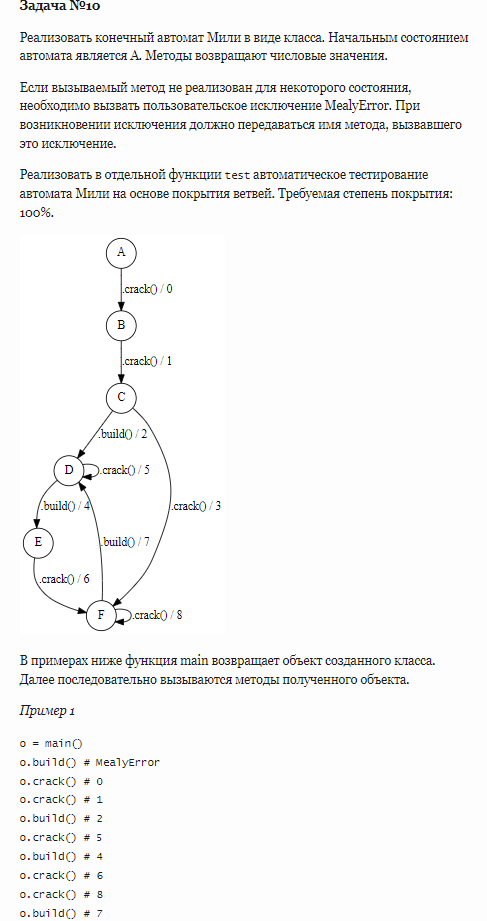 Задача №10
Реализовать конечный автомат Мили в виде класса. Начальным состоянием
автомата является A. Методы возвращают числовые значения.
Если вызываемый метод не реализован для некоторого состояния,
необходимо вызвать пользовательское исключение MealyError. При
возникновении исключения должно передаваться имя метода, вызвавшего
это исключение.
Реализовать в отдельной функции test автоматическое тестирование
автомата Мили на основе покрытия ветвей. Требуемая степень покрытия:
100%.
A
.crack() / 0
B
.crack() / 1
C
.build() / 2
D
.crack() / 5
.build() / 4
.crack() / 3
E
.build() / 7
.crack() / 6
F
.crack() / 8
В примерах ниже функция main возвращает объект созданного класса.
Далее последовательно вызываются методы полученного объекта.
Пример 1
o = main()
o.build() # MealyError
o.crack() # 0
o.crack() # 1
o.build() # 2
o.crack() # 5
o.build() # 4
o.crack() # 6
o.crack() # 8
o.build() # 7